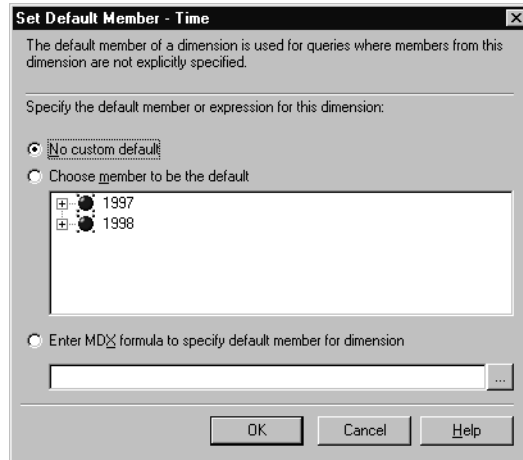 Set Default Member - Time
The default member of a dimension is used for queries where members from this
dimension are not explicitly specified.
Specify the default member or expression for this dimension:
No custom default
Choose member to be the default
1997
1998
Enter MDX formula to specify default member for dimension
...
OK Cancel Help